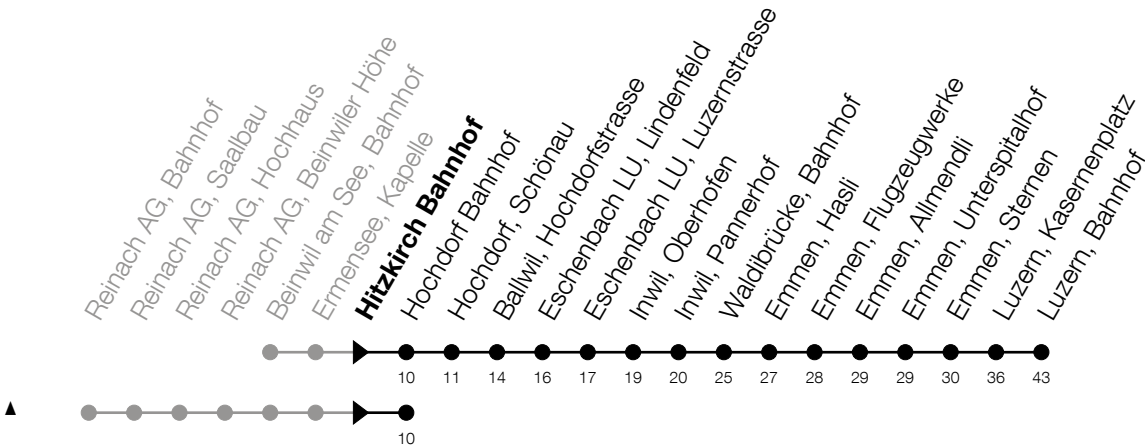 Reinach AG, Bahnhof
Reinach AG, Saalbau
Reinach AG, Hochhaus
Reinach AG, Beinwiler Höhe
Beinwil am See, Bahnhof
Ermensee, Kapelle
Hitzkirch Bahnhof
Hochdorf Bahnhof
Hochdorf, Schönau
Ballwil, Hochdorfstrasse
Eschenbach LU, Lindenfeld
Eschenbach LU, Luzernstrasse
Inwil, Oberhofen
Inwil, Pannerhof
Waldibrücke, Bahnhof
Emmen, Hasli
Emmen, Flugzeugwerke
Emmen, Allmendli
Emmen, Unterspitalhof
Emmen, Sternen
Luzern, Kasernenplatz
Luzern, Bahnhof
10 11 14 16 17 19 20 25 27 28 29 29 30 36 43
10